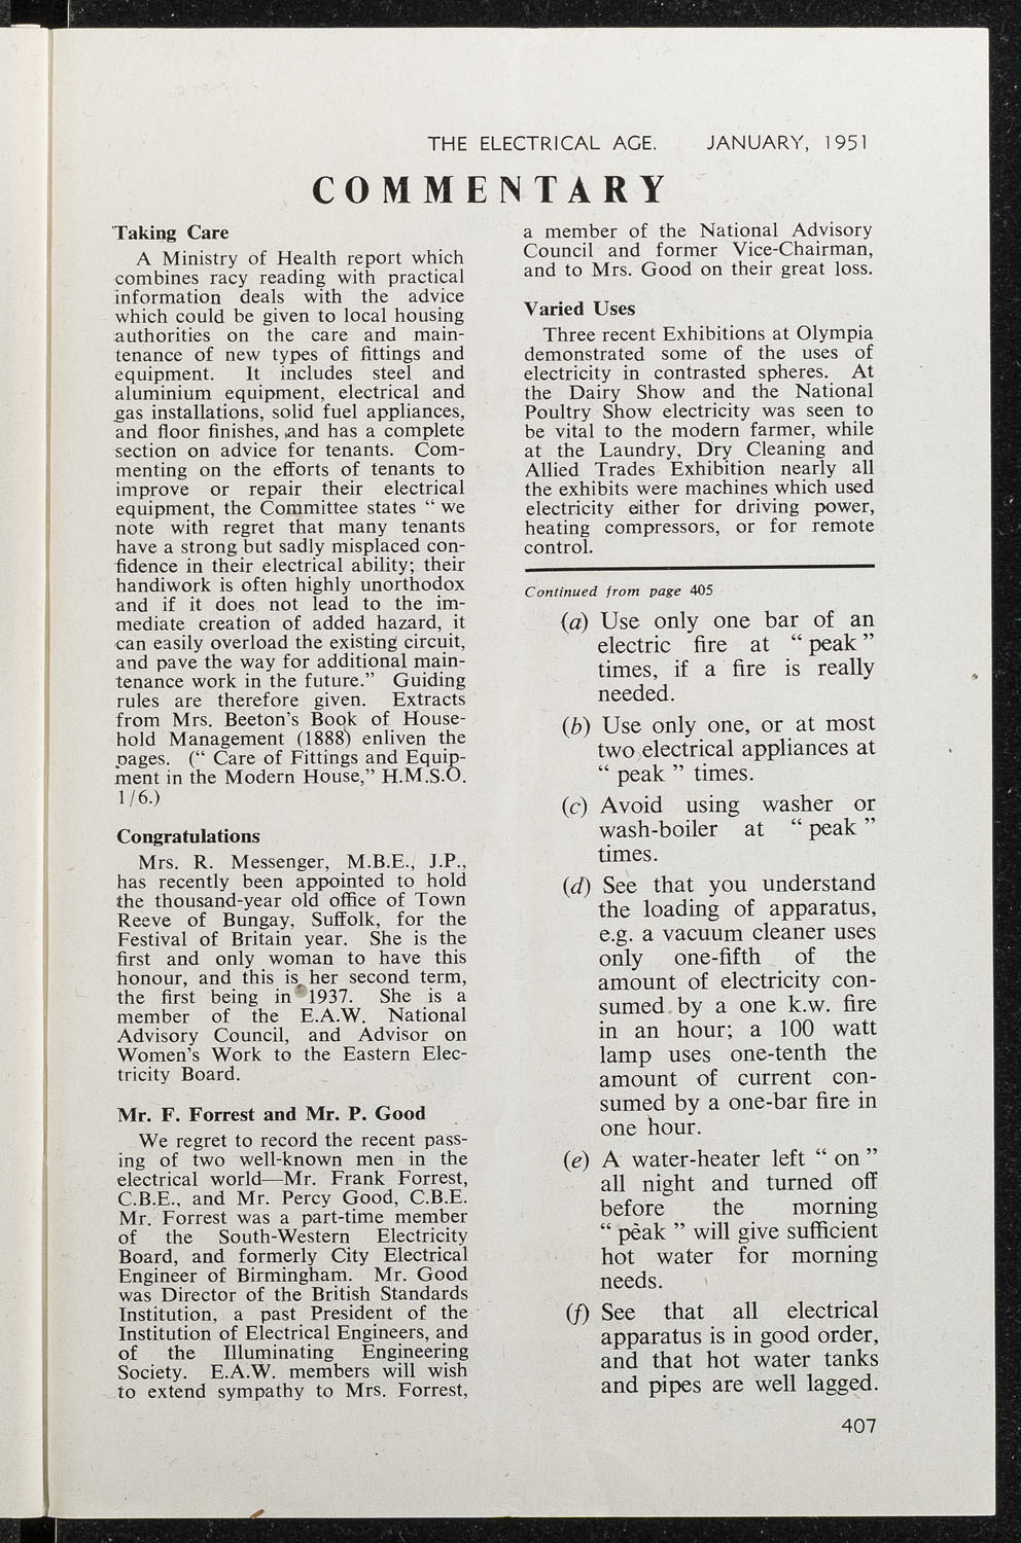 THE ELECTRICAL AGE. JANUARY, 1951
COMMENTARY
Taking Care
A Ministry of Health report which
combines racy reading with practical
information deals with the advice
which could be given to local housing
authorities on the care and main-
tenance of new types of fittings and
equipment. It includes steel and
aluminium equipment, electrical and
gas installations, solid fuel appliances,
and floor finishes, and has a complete
section on advice for tenants. Com-
menting on the efforts of tenants to
improve or repair their electrical
equipment, the Committee states “ we
note with regret that many tenants
have a strong but sadly misplaced con-
fidence in their electrical ability; their
handiwork is often highly unorthodox
and if it does not lead to the im-
mediate creation of added hazard, it
can easily overload the existing circuit,
and pave the way for additional main-
tenance work in the future.” Guiding
rules are therefore given. Extracts
from Mrs. Beeton’s Book of House-
hold Management (1888) enliven the
pages. (“ Care of Fittings and Equip-
ment in the Modern House,” H.M.S.O.
1/6.)
Congratulations
Mrs. R. Messenger, M.B.E., J.P.,
has recently been appointed to hold
the thousand-year old office of Town
Reeve of Bungay, Suffolk, for the
Festival of Britain year. She is the
first and only woman to have this
honour, and this is her second term,
the first being in 1937. She is a
member of the E.A.W. National
Advisory Council, and Advisor on
Women’s Work to the Eastern Elec-
tricity Board.
Mr. F. Forrest and Mr. P. Good
We regret to record the recent pass-
ing of two well-known men in the
electrical world—Mr. Frank Forrest,
C.B.E., and Mr. Percy Good, C.B.E.
Mr. Forrest was a part-time member
of the South-Western Electricity
Board, and formerly City Electrical
Engineer of Birmingham. Mr. Good
was Director of the British Standards
Institution, a past President of the
Institution of Electrical Engineers, and
of the Illuminating Engineering
Society. E.A.W. members will wish
to extend sympathy to Mrs. Forrest,
a member of the National Advisory
Council and former Vice-Chairman,
and to Mrs. Good on their great loss.
Varied Uses
Three recent Exhibitions at Olympia
demonstrated some of the uses of
electricity in contrasted spheres. At
the Dairy Show and the National
Poultry Show electricity was seen to
be vital to the modern farmer, while
at the Laundry, Dry Cleaning and
Allied Trades Exhibition nearly all
the exhibits were machines which used
electricity either for driving power,
heating compressors, or for remote
control.
Continued from page 405
(a) Use only one bar of an
electric fire at “ peak ”
times, if a fire is really
needed.
(b) Use only one, or at most
two electrical appliances at
“ peak ” times.
(c) Avoid using washer or
wash-boiler at “ peak ”
times.
(d) See that you understand
the loading of apparatus,
e.g. a vacuum cleaner uses
only one-fifth of the
amount of electricity con-
sumed by a one k.w. fire
in an hour; a 100 watt
lamp uses one-tenth the
amount of current con-
sumed by a one-bar fire in
one hour.
(e) A water-heater left “ on ”
all night and turned off
before the morning
“ peak ” will give sufficient
hot water for morning
needs.
(f) See that all electrical
apparatus is in good order,
and that hot water tanks
and pipes are well lagged.
407